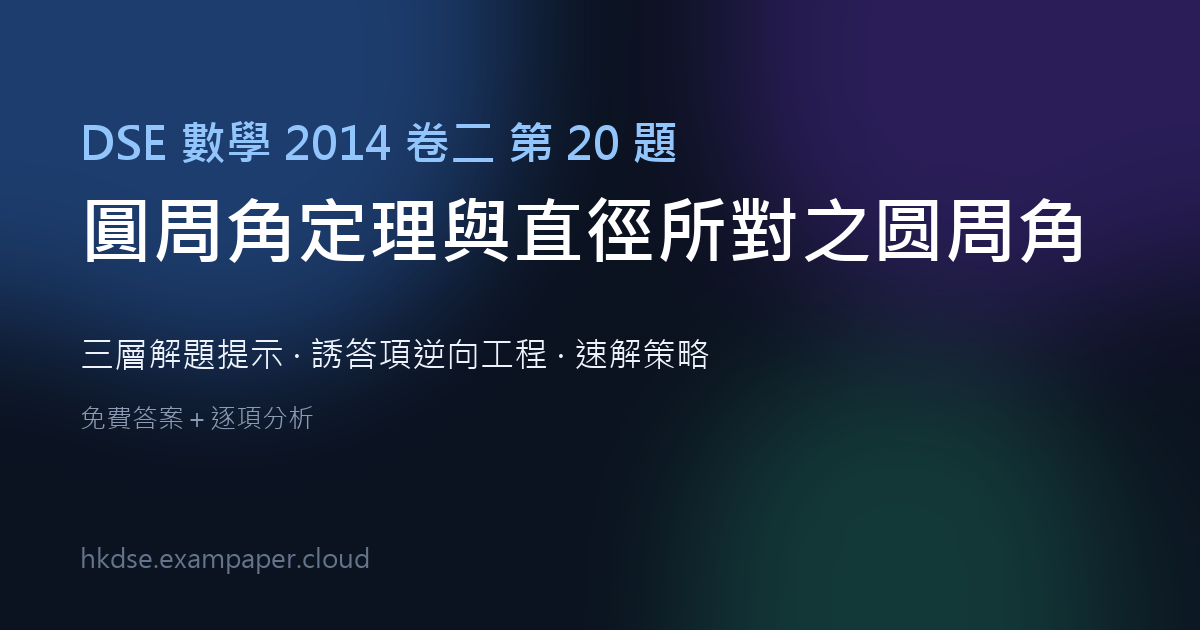 DSE 數學 2014 卷二 第 20 題
圓周角定理與直徑所對之圆周角
三層解題提示 · 誘答項逆向工程 · 速解策略
免費答案 + 逐項分析
hkdse.exampaper.cloud